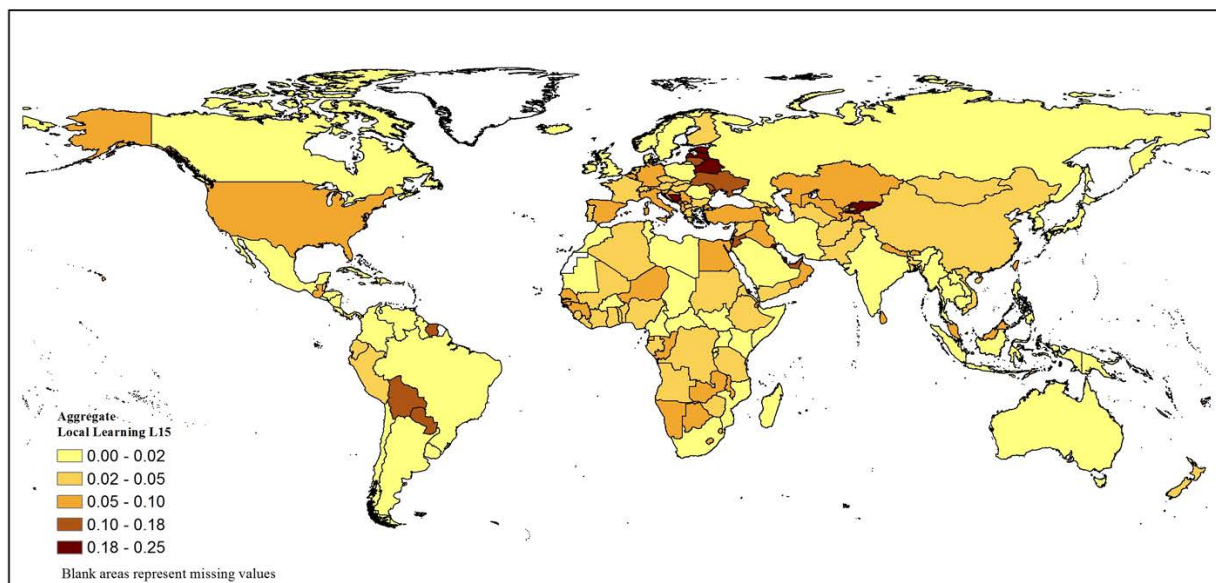 Aggregate
Local Learning L15
0.00 - 0.02
0.02 - 0.05
0.05 - 0.10
0.10 - 0.18
0.18 - 0.25
Blank areas represent missing values